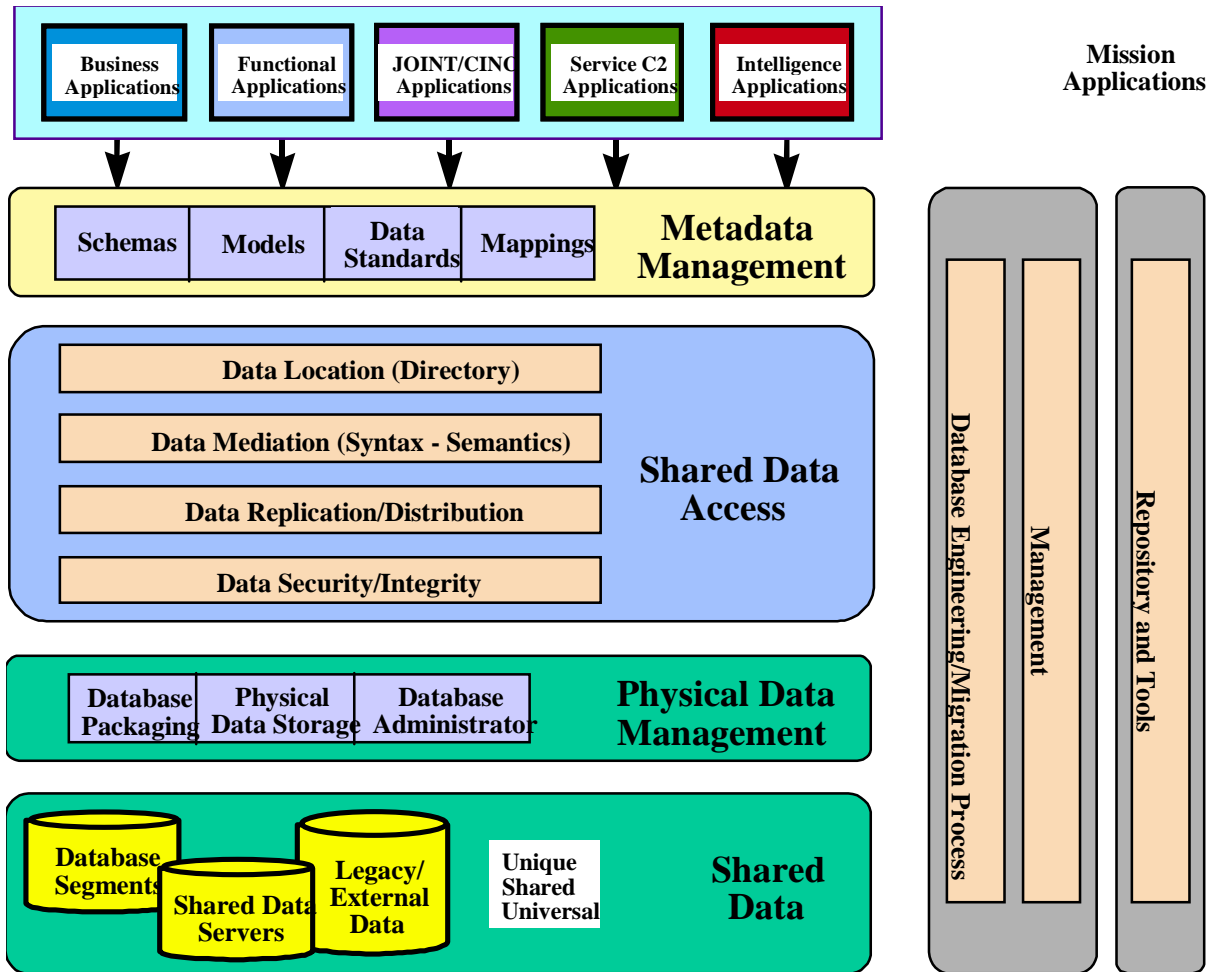 Business
Applications
Functional
Applications
JOINT/CINC
Applications
Service C2
Applications
Intelligence
Applications
Mission
Applications
Schemas
Models
Data
Standards
Mappings
Metadata
Management
Data Location (Directory)
Data Mediation (Syntax - Semantics)
Data Replication/Distribution
Data Security/Integrity
Shared Data
Access
Database
Packaging
Physical
Data Storage
Database
Administrator
Physical Data
Management
Database
Segments
Shared Data
Servers
Legacy/
External
Data
Unique
Shared
Universal
Shared
Data
Database Engineering/Migration Process
Management
Repository and Tools